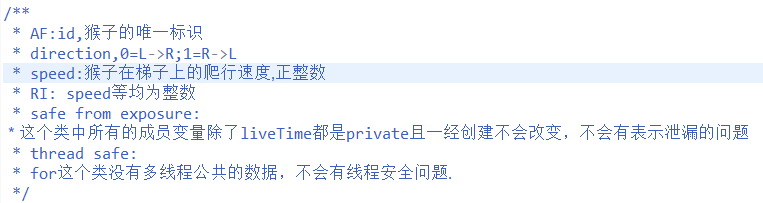 /**
* AF:id,猴子的唯一标识
* direction,0=L->R;1=R->L
* speed:猴子在梯子上的爬行速度,正整数
* RI: speed等均为整数
* safe from exposure:
* 这个类中所有的成员变量除了liveTime都是private且一经创建不会改变，不会有表示泄漏的问题
* thread safe:
* for这个类没有多线程公共的数据，不会有线程安全问题.
*/